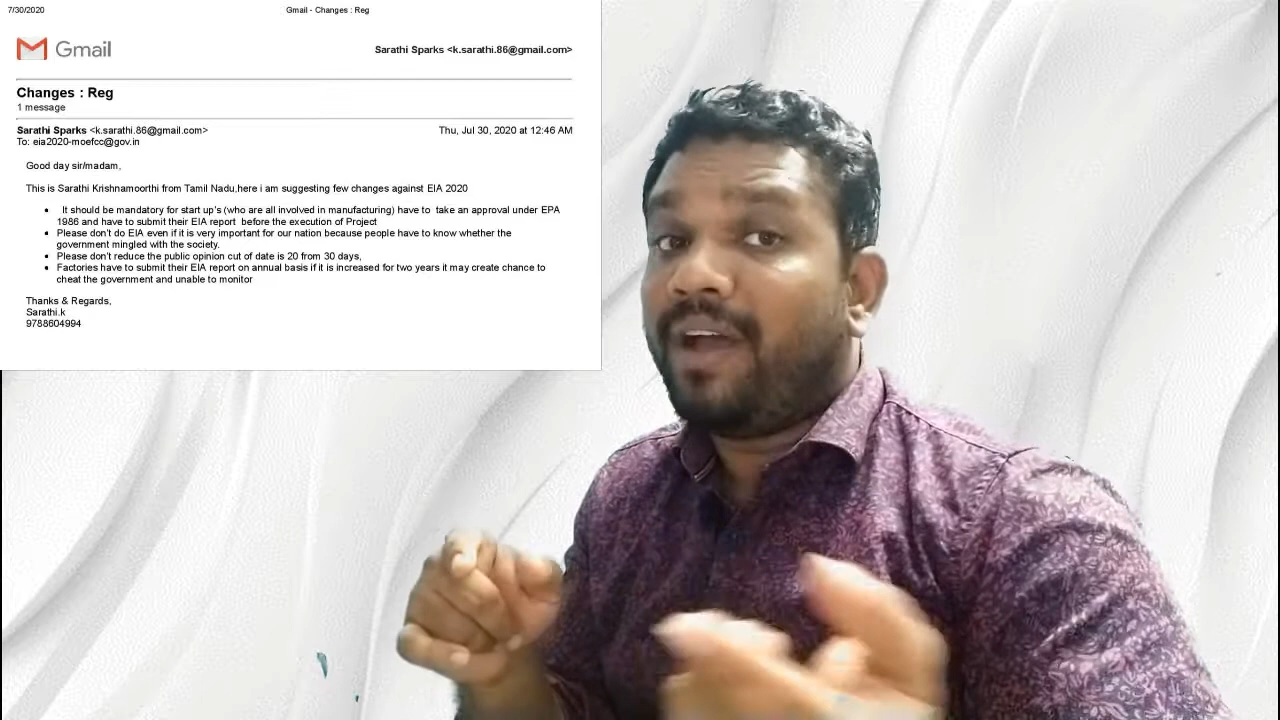 7/30/2020
Gmail - Changes : Reg
Gmail
Sarathi Sparks <k.sarathi.86@gmail.com>
Changes : Reg
1 message
Sarathi Sparks <k.sarathi.86@gmail.com>
Thu, Jul 30, 2020 at 12:46 AM
To: eia2020-moefcc@gov.in
Good day sir/madam,
This is Sarathi Krishnamoorthi from Tamil Nadu,here i am suggesting few changes against EIA 2020
• It should be mandatory for start up's (who are all involved in manufacturing) have to take an approval under EPA
1986 and have to submit their EIA report before the execution of Project
• Please don't do EIA even if it is very important for our nation because people have to know whether the
government mingled with the society.
• Please don't reduce the public opinion cut of date is 20 from 30 days,
• Factories have to submit their EIA report on annual basis if it is increased for two years it may create chance to
cheat the government and unable to monitor
Thanks & Regards,
Sarathi.k
9788604994